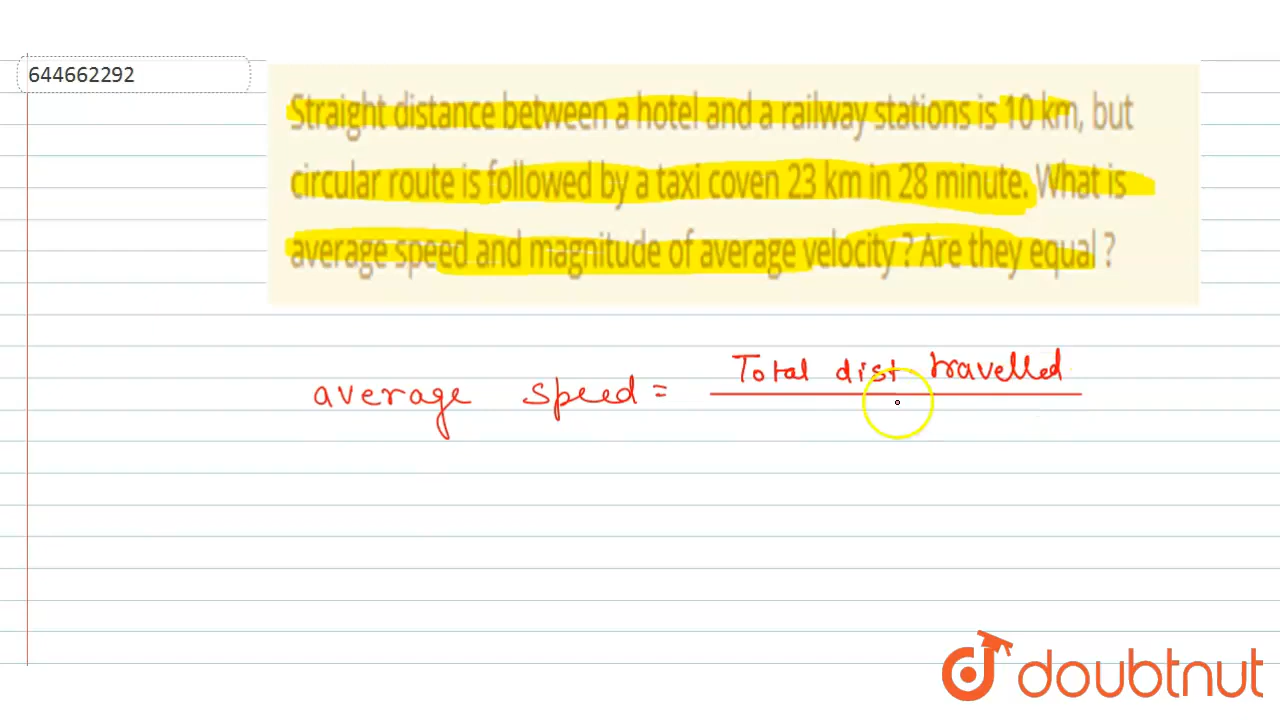 644662292
Straight distance between a hotel and a railway stations is 10 km, but
circular route is followed by a taxi coven 23 km in 28 minute. What is
average speed and magnitude of average velocity ? Are they equal ?
average speed = Total dist. travelled
doubtnut